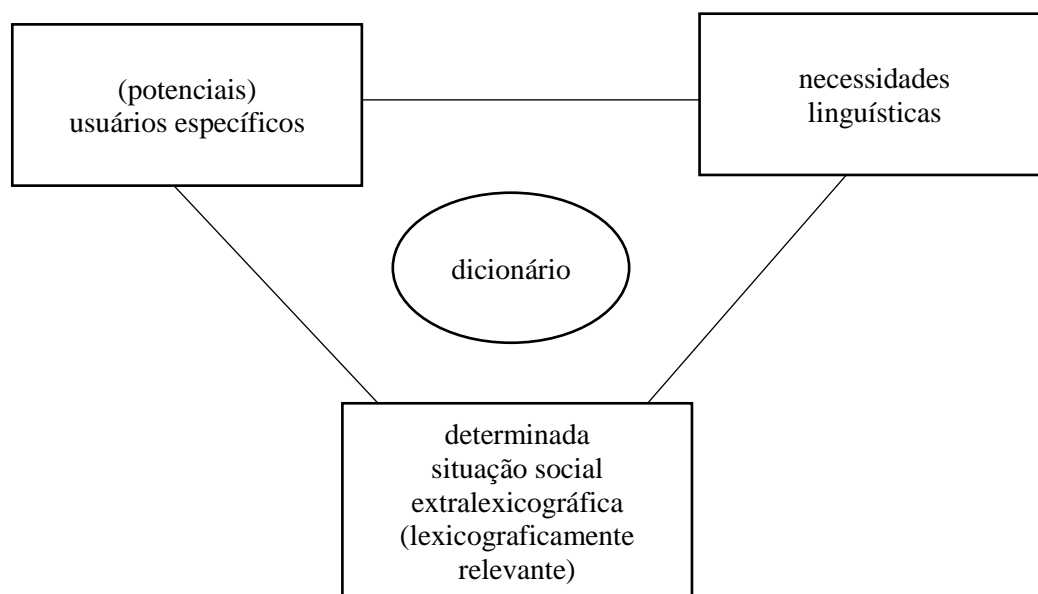 (potenciais)
usuários específicos
necessidades
linguísticas
dicionário
determinada
situação social
extralexicográfica
(lexicograficamente
relevante)